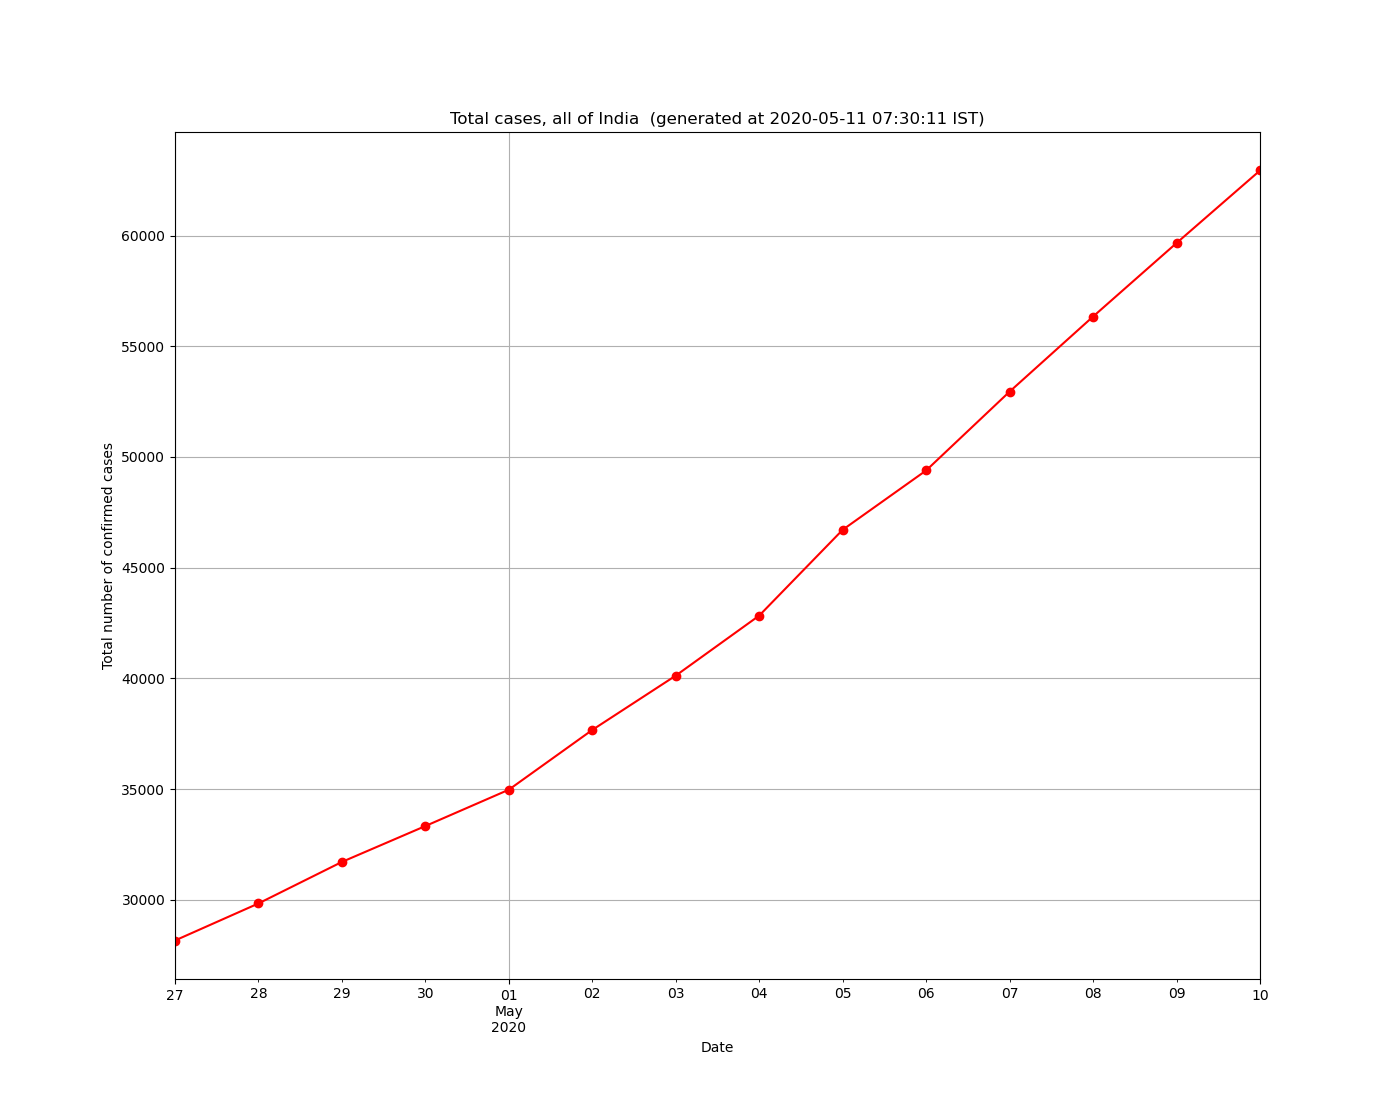 Total cases, all of India  (generated at 2020-05-11 07:30:11 IST)
60000
55000
50000
45000
40000
35000
30000
Total number of confirmed cases
27 28 29 30 01 02 03 04 05 06 07 08 09 10
May
2020
Date